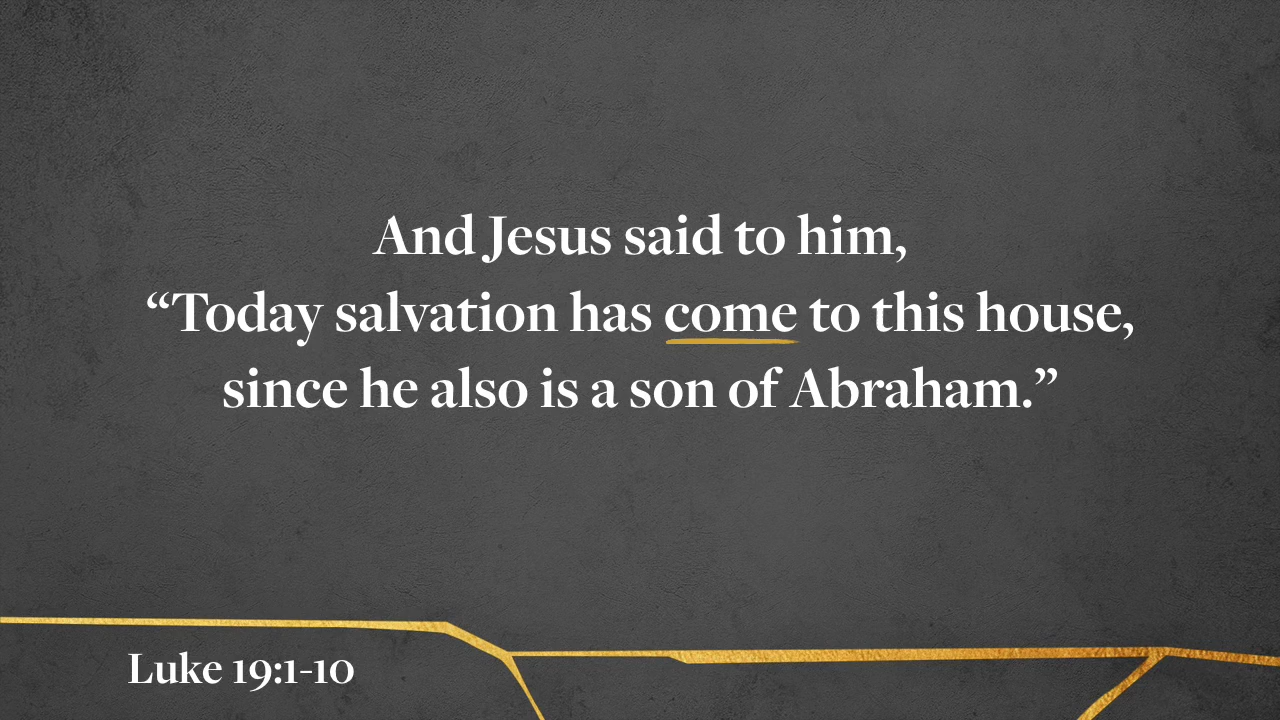 And Jesus said to him,
“Today salvation has come to this house,
since he also is a son of Abraham.”
Luke 19:1-10